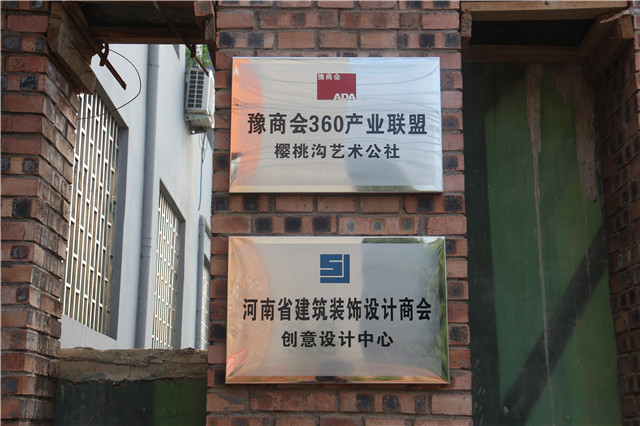 豫商会
ADA
豫商会360产业联盟
樱桃沟艺术公社
SJ
河南省建筑装饰设计商会
创意设计中心